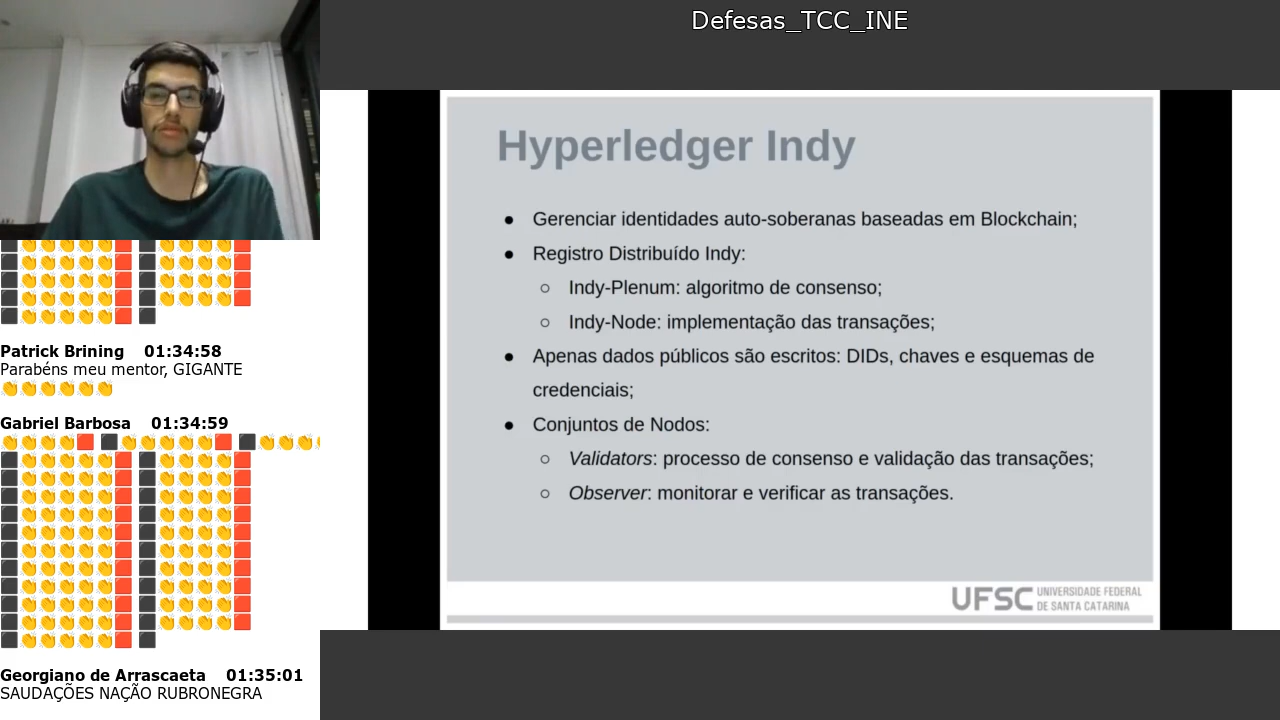 Defesas_TCC_INE
Hyperledger Indy
● Gerenciar identidades auto-soberanas baseadas em Blockchain;
● Registro Distribuído Indy:
○ Indy-Plenum: algoritmo de consenso;
○ Indy-Node: implementação das transações;
● Apenas dados públicos são escritos: DIDs, chaves e esquemas de
credenciais;
● Conjuntos de Nodos:
○ Validators: processo de consenso e validação das transações;
○ Observer: monitorar e verificar as transações.
UFSC UNIVERSIDADE FEDERAL
DE SANTA CATARINA
Patrick Brining 01:34:58
Parabéns meu mentor, GIGANTE
👏👏👏👏👏👏
Gabriel Barbosa 01:34:59
Georgiano de Arrascaeta 01:35:01
SAUDAÇÕES NAÇÃO RUBRONEGRA